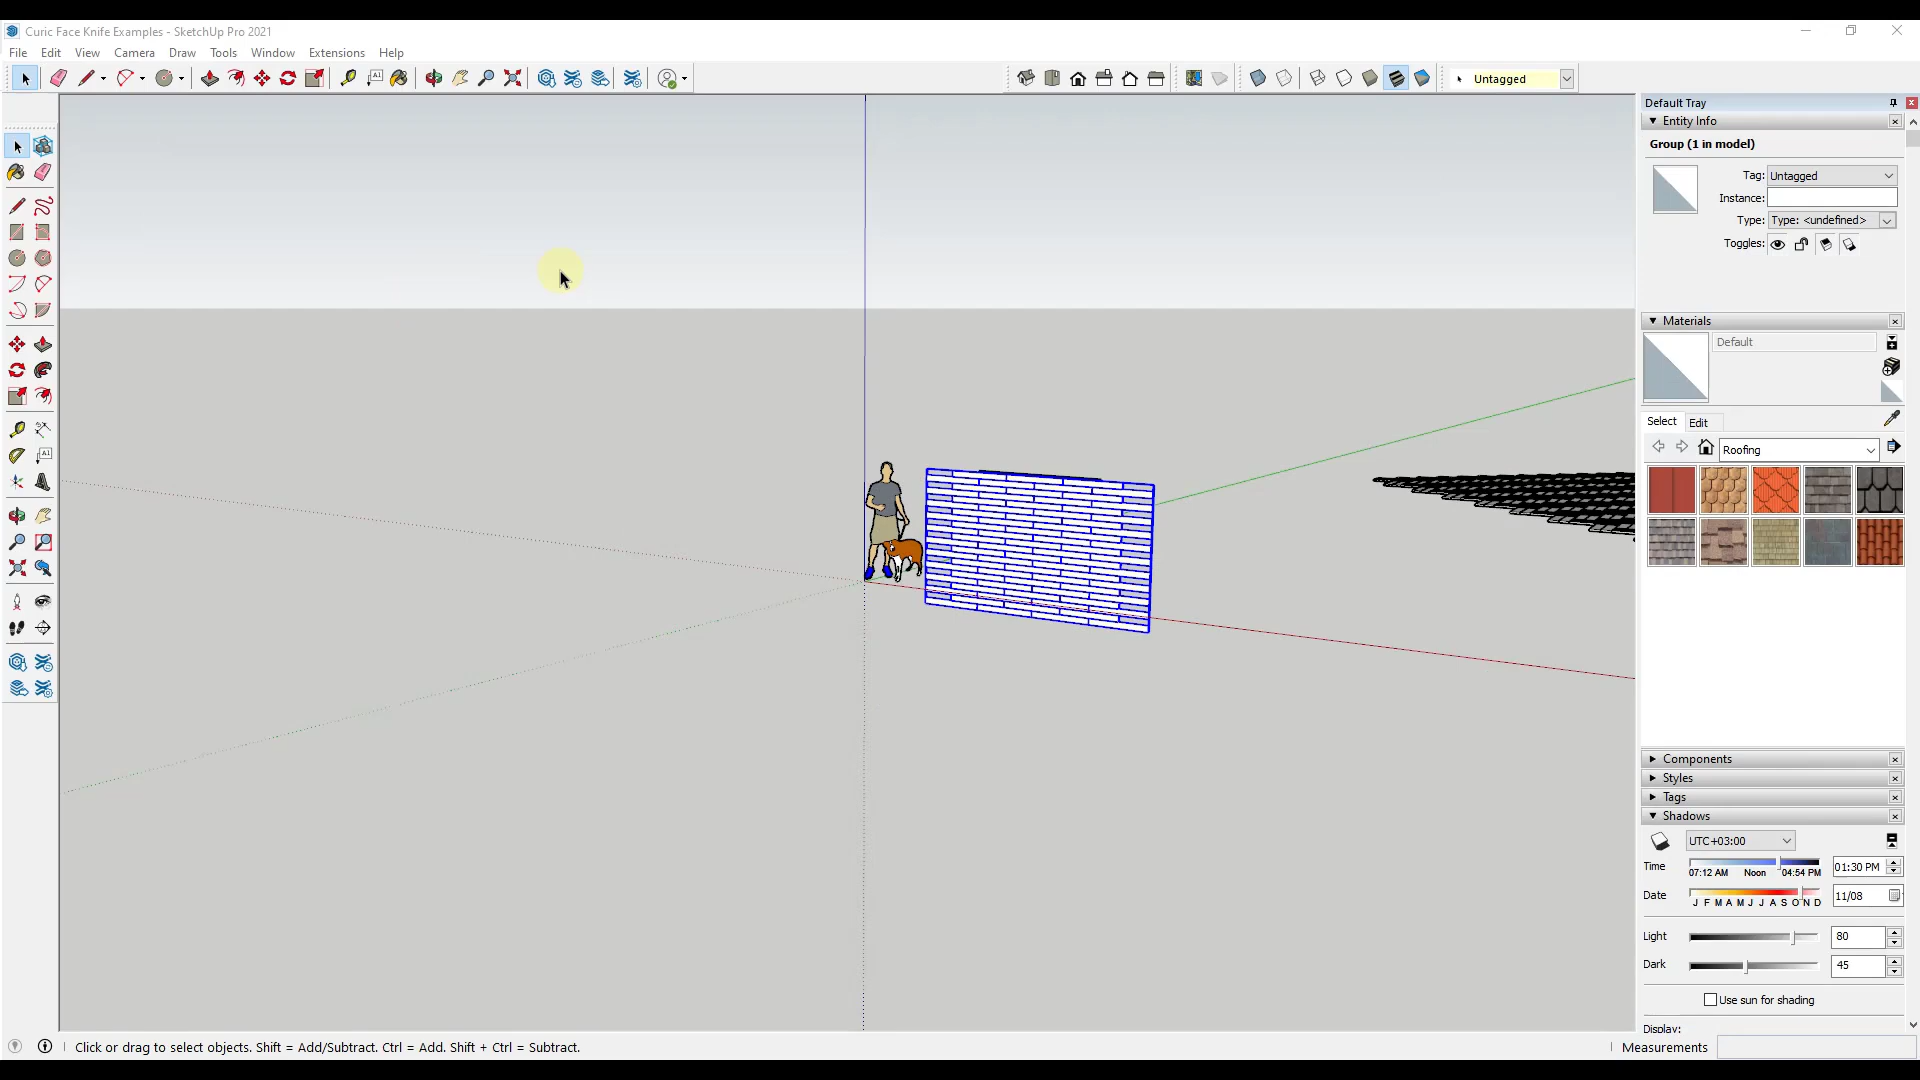 Curic Face Knife Examples - SketchUp Pro 2021
File Edit View Camera Draw Tools Window Extensions Help
Untagged
Default Tray
Entity Info
Group (1 in model)
Tag: Untagged
Instance:
Type: Type: <undefined>
Toggles:
Materials
Default
Select Edit
Roofing
Components
Styles
Tags
Shadows
UTC+03:00
Time 07:12 AM Noon 04:54 PM 01:30 PM
Date J F M A M J J A S O N D 11/08
Light 80
Dark 45
Use sun for shading
Display:
Click or drag to select objects. Shift = Add/Subtract. Ctrl = Add. Shift + Ctrl = Subtract.
Measurements